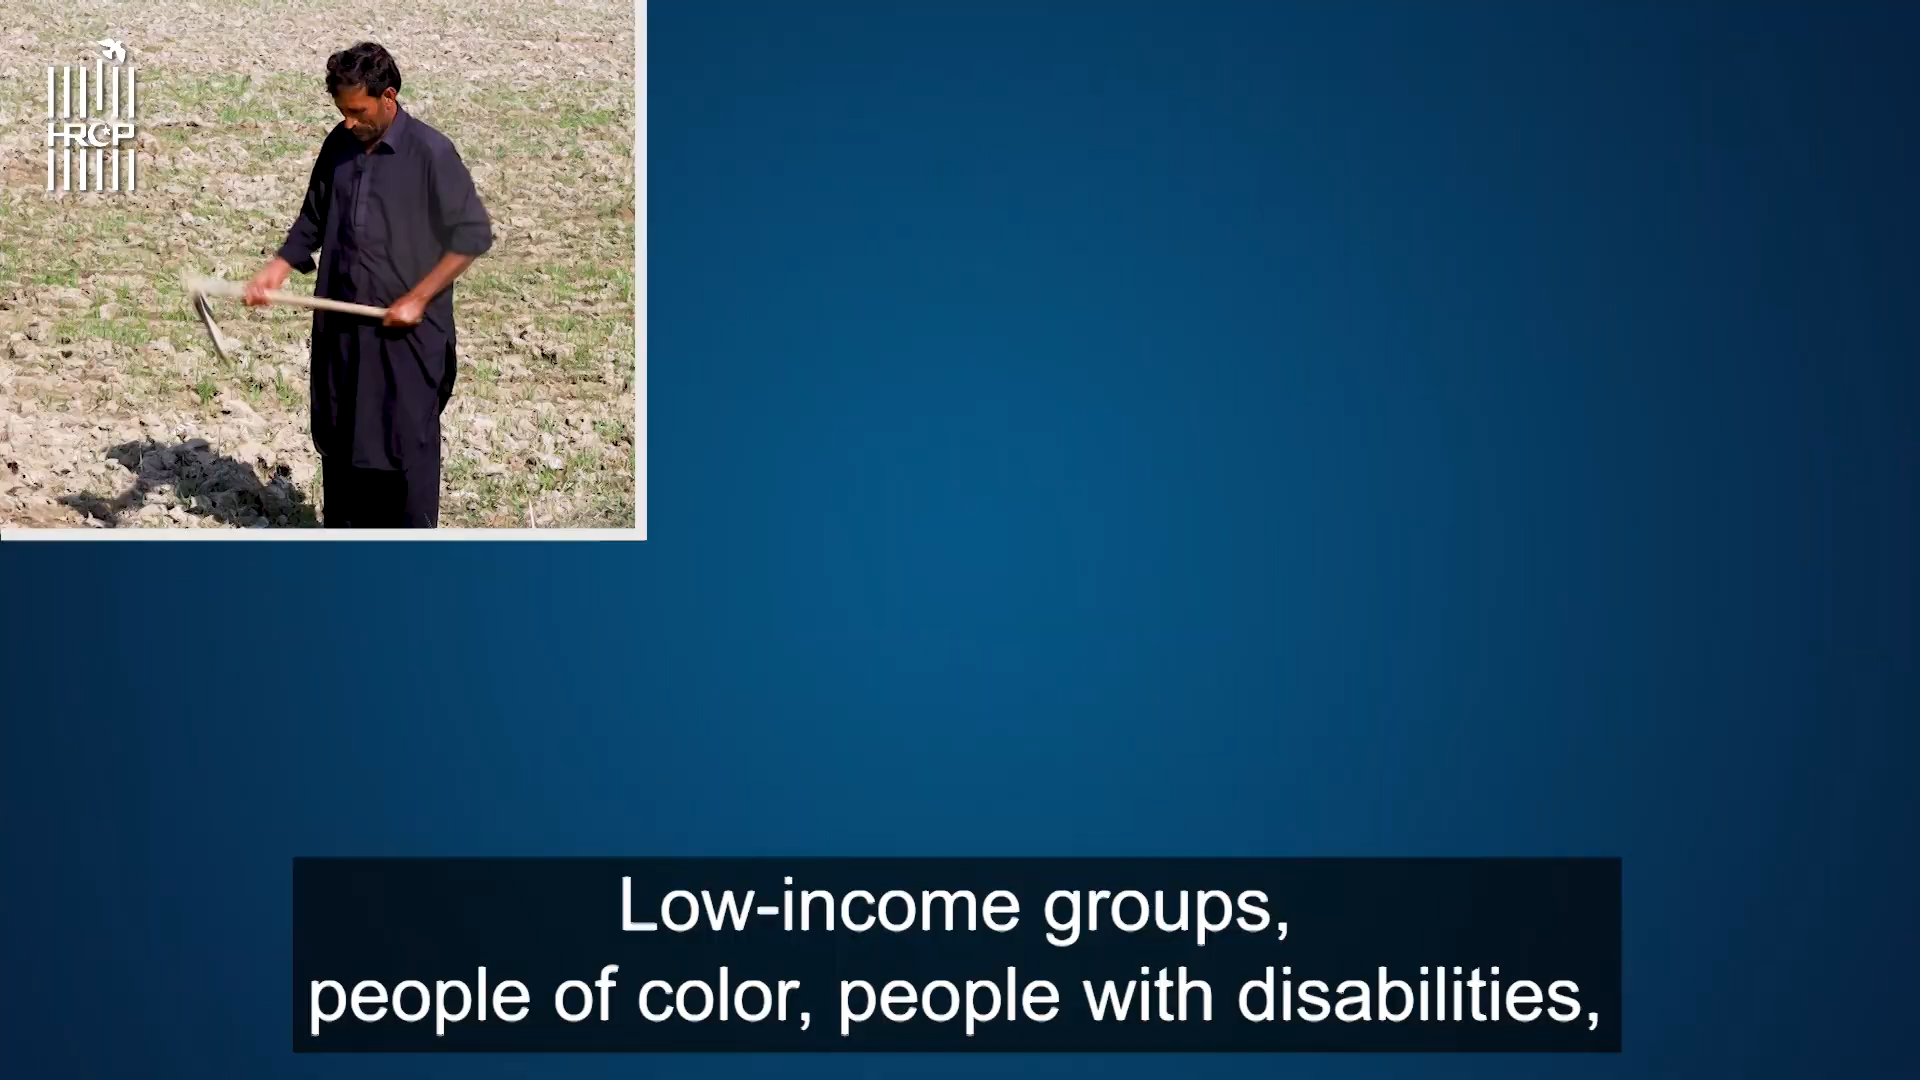 HRCP
Low-income groups,
people of color, people with disabilities,